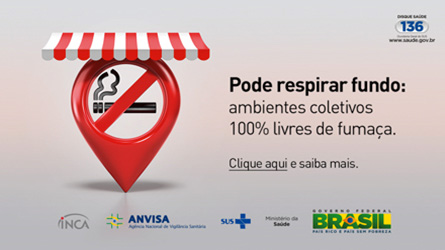 DISQUE SAÚDE
136
www.saude.gov.br
Pode respirar fundo:
ambientes coletivos
100% livres de fumaça.
Clique aqui e saiba mais.
INCA
ANVISA
Agência Nacional de Vigilância Sanitária
SUS
Ministério da
Saúde
GOVERNO FEDERAL
BRASIL
PAÍS RICO É PAÍS SEM POBREZA